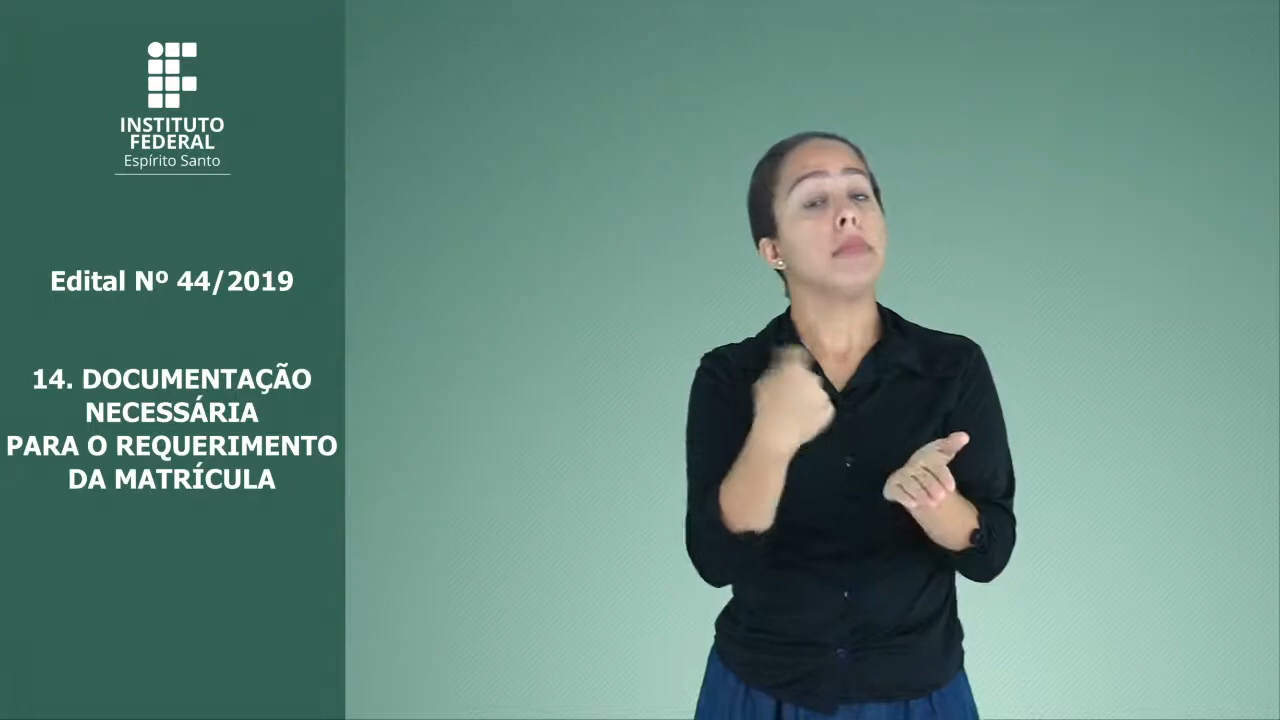 INSTITUTO
FEDERAL
Espírito Santo
Edital Nº 44/2019
14. DOCUMENTAÇÃO
NECESSÁRIA
PARA O REQUERIMENTO
DA MATRÍCULA